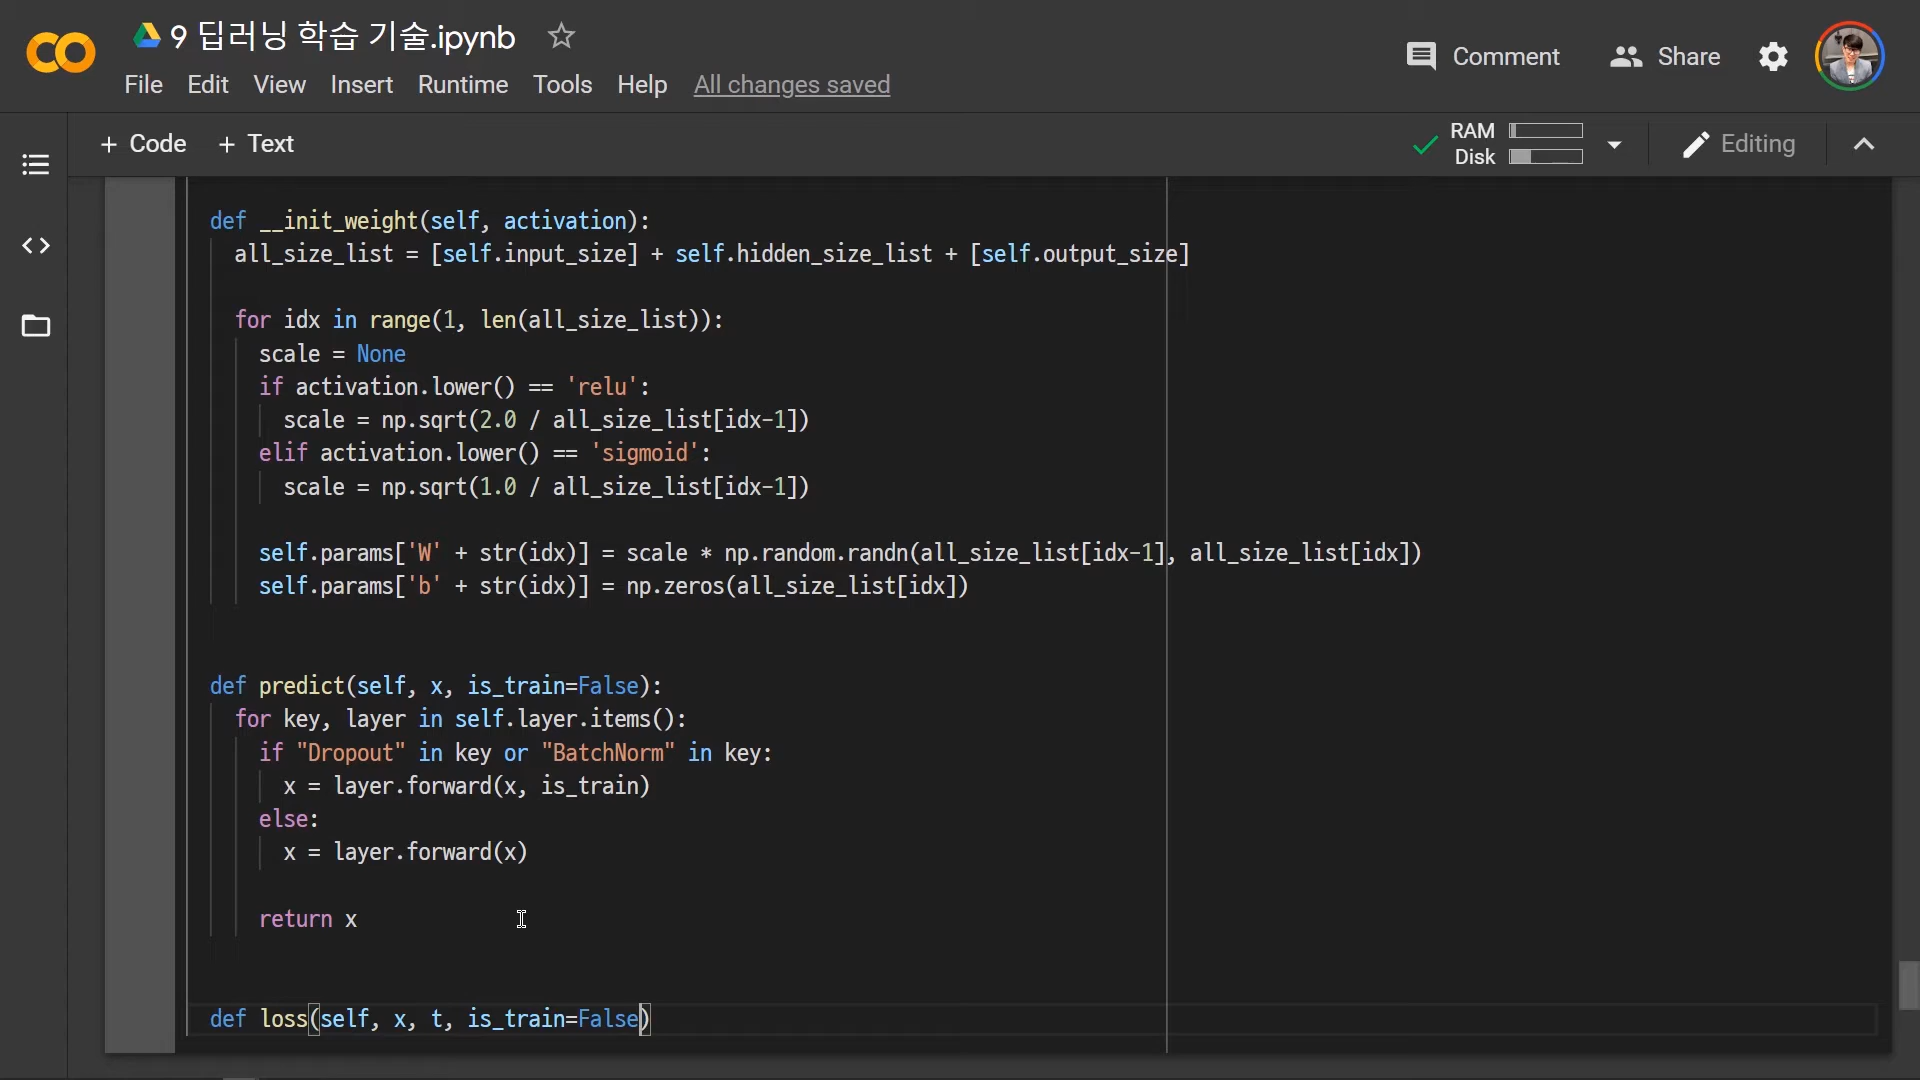 9 딥러닝 학습 기술.ipynb
Comment Share
File Edit View Insert Runtime Tools Help All changes saved
+ Code + Text
RAM
Disk
Editing
def __init_weight(self, activation):
all_size_list = [self.input_size] + self.hidden_size_list + [self.output_size]
for idx in range(1, len(all_size_list)):
scale = None
if activation.lower() == 'relu':
scale = np.sqrt(2.0 / all_size_list[idx-1])
elif activation.lower() == 'sigmoid':
scale = np.sqrt(1.0 / all_size_list[idx-1])
self.params['W' + str(idx)] = scale * np.random.randn(all_size_list[idx-1], all_size_list[idx])
self.params['b' + str(idx)] = np.zeros(all_size_list[idx])
def predict(self, x, is_train=False):
for key, layer in self.layer.items():
if "Dropout" in key or "BatchNorm" in key:
x = layer.forward(x, is_train)
else:
x = layer.forward(x)
return x
def loss(self, x, t, is_train=False)